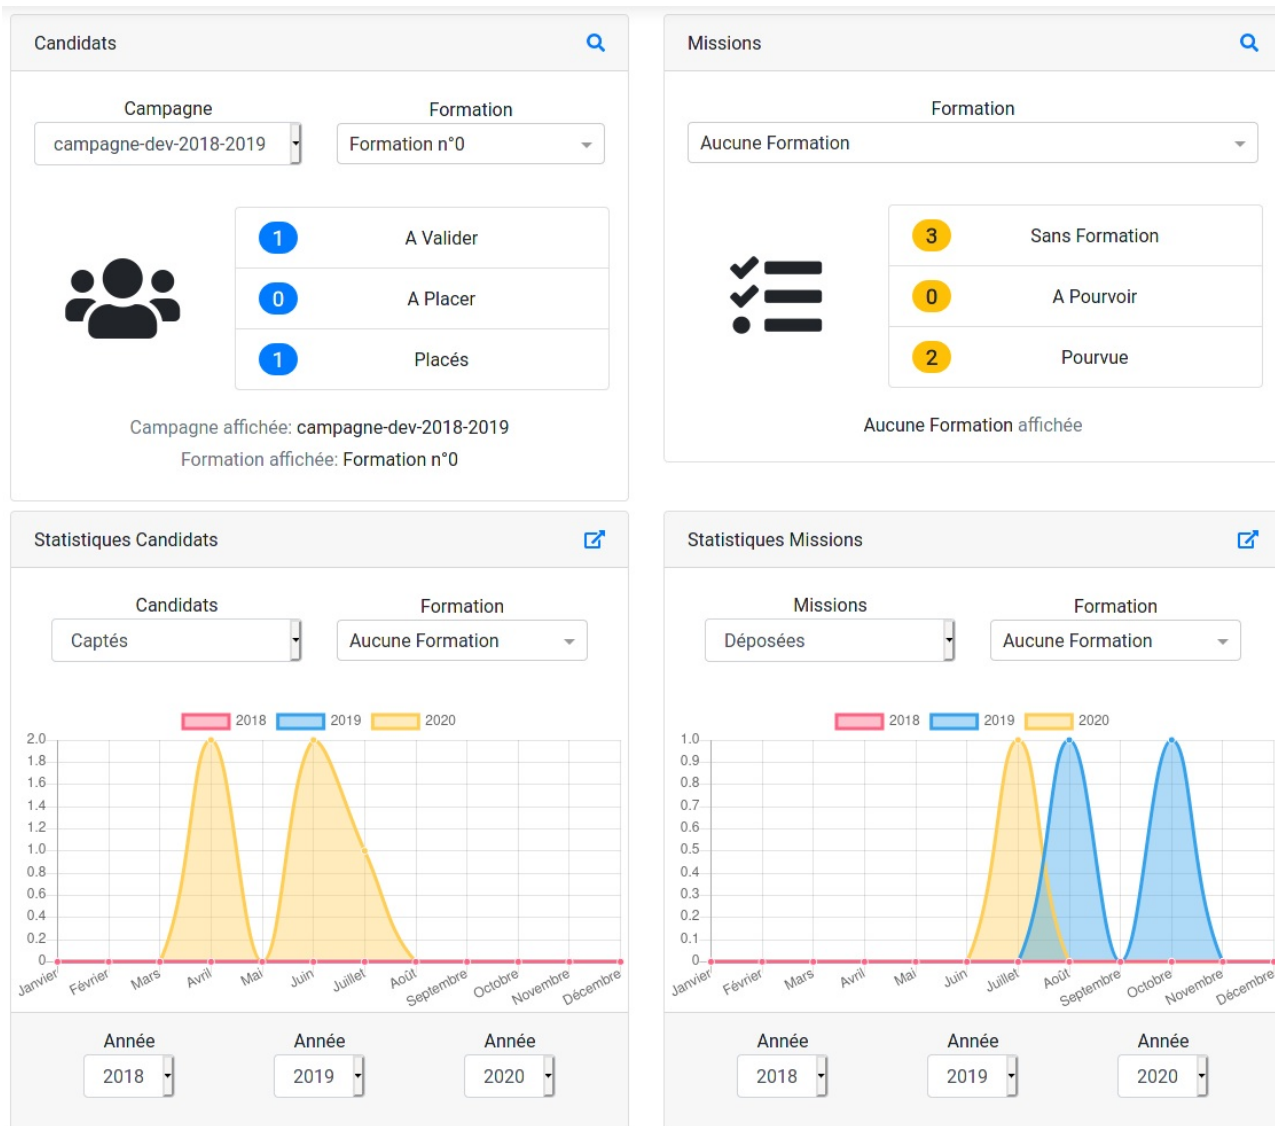 Candidats
Campagne
Formation
campagne-dev-2018-2019
Formation n°0
1 A Valider
0 A Placer
1 Placés
Campagne affichée: campagne-dev-2018-2019
Formation affichée: Formation n°0
Missions
Formation
Aucune Formation
3 Sans Formation
0 A Pourvoir
2 Pourvue
Aucune Formation affichée
Statistiques Candidats
Candidats
Formation
Captés
Aucune Formation
2018 2019 2020
2.0
1.8
1.6
1.4
1.2
1.0
0.8
0.6
0.4
0.2
0
Janvier Février Mars Avril Mai Juin Juillet Août Septembre Octobre Novembre Décembre
Année Année Année
2018 2019 2020
Statistiques Missions
Missions
Formation
Déposées
Aucune Formation
2018 2019 2020
1.0
0.9
0.8
0.7
0.6
0.5
0.4
0.3
0.2
0.1
0
Janvier Février Mars Avril Mai Juin Juillet Août Septembre Octobre Novembre Décembre
Année Année Année
2018 2019 2020